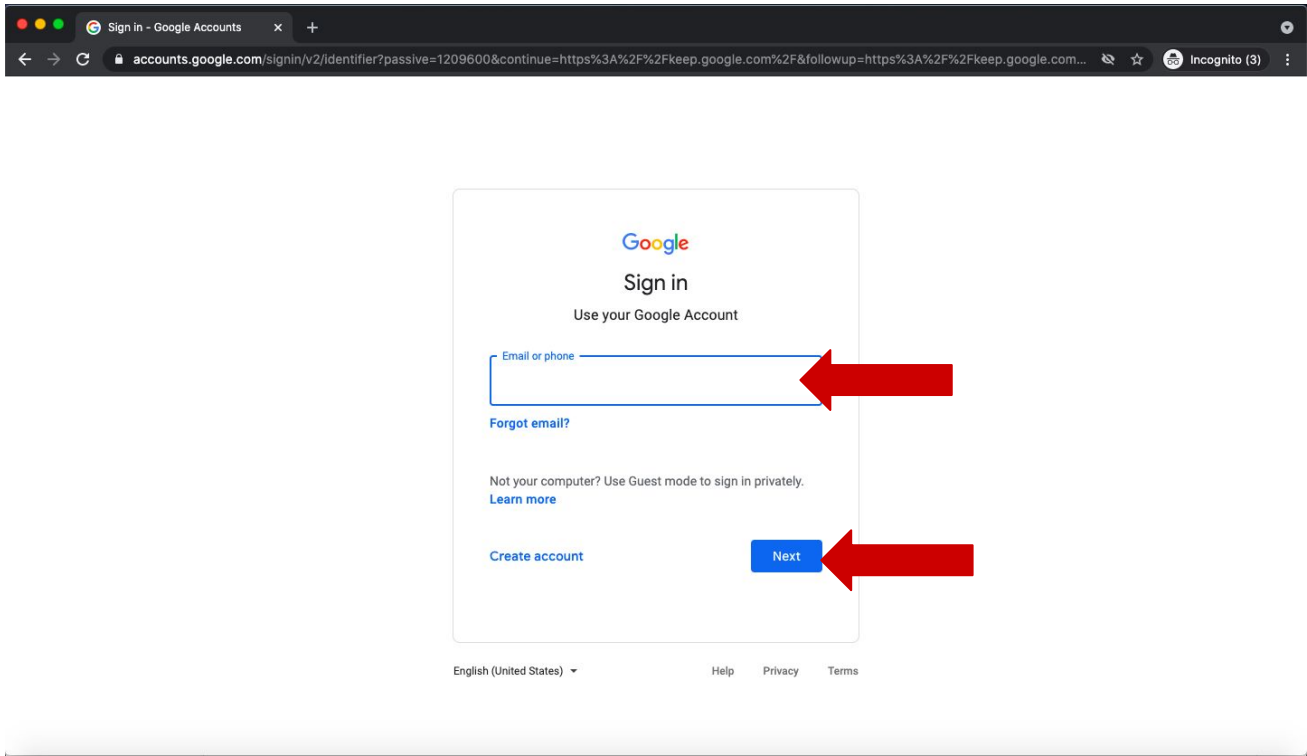 Sign in - Google Accounts
accounts.google.com/signin/v2/identifier?passive=1209600&continue=https%3A%2F%2Fkeep.google.com%2F&followup=https%3A%2F%2Fkeep.google.com...
Incognito (3)
Google
Sign in
Use your Google Account
Email or phone
Forgot email?
Not your computer? Use Guest mode to sign in privately.
Learn more
Create account
Next
English (United States)
Help Privacy Terms